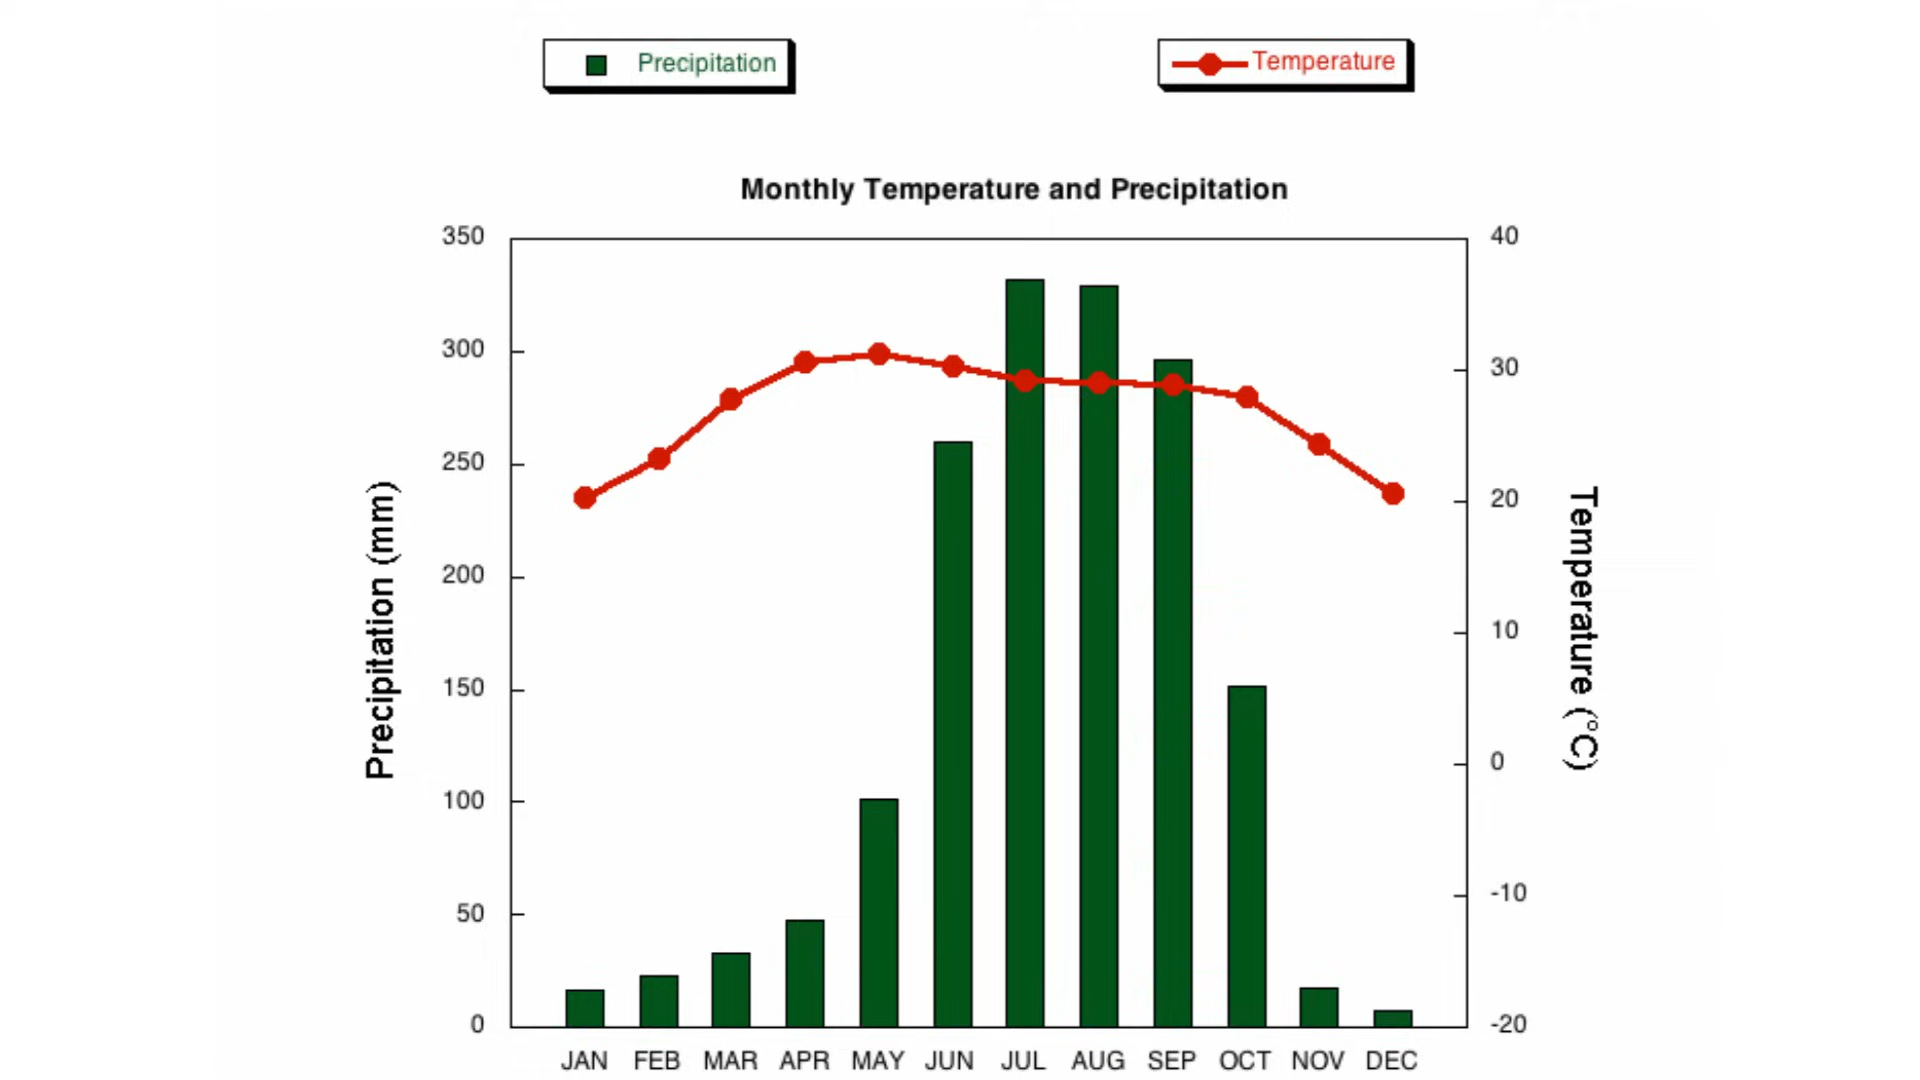 Precipitation
Temperature
Monthly Temperature and Precipitation
350
300
250
200
150
100
50
0
Precipitation (mm)
40
30
20
10
0
-10
-20
Temperature (°C)
JAN FEB MAR APR MAY JUN JUL AUG SEP OCT NOV DEC